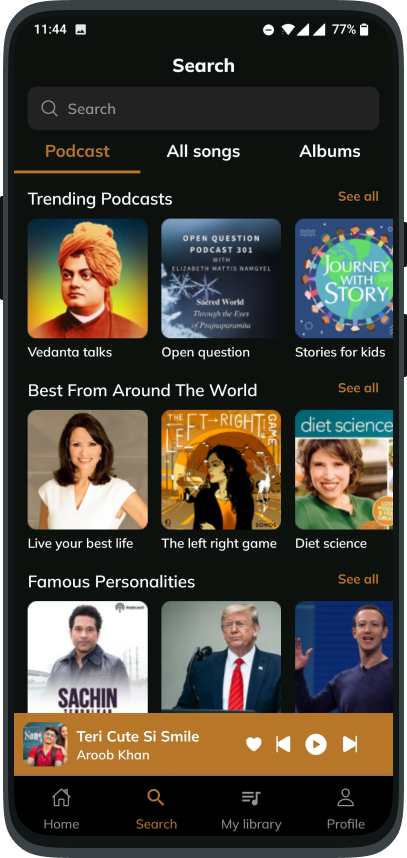 11:44
77%
Search
Search
Podcast All songs Albums
Trending Podcasts See all
OPEN QUESTION
PODCAST 301
WITH
ELIZABETH MATTIS NAMGYEL
Sacred World
Through the Eyes
of Prajnaparamita
JOURNEY
WITH
STORY
Vedanta talks Open question Stories for kids
Best From Around The World See all
THE
LEFT-RIGHT
GAME
SONOS
diet science
Live your best life The left right game Diet science
Famous Personalities See all
PODCAST
SACHIN
Teri Cute Si Smile
Aroob Khan
Home Search My library Profile